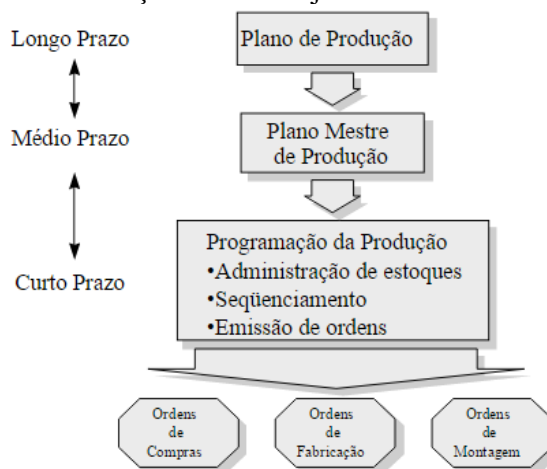 Longo Prazo
Plano de Produção
Médio Prazo
Plano Mestre
de Produção
Curto Prazo
Programação da Produção
•Administração de estoques
•Seqüenciamento
•Emissão de ordens
Ordens
de
Compras
Ordens
de
Fabricação
Ordens
de
Montagem